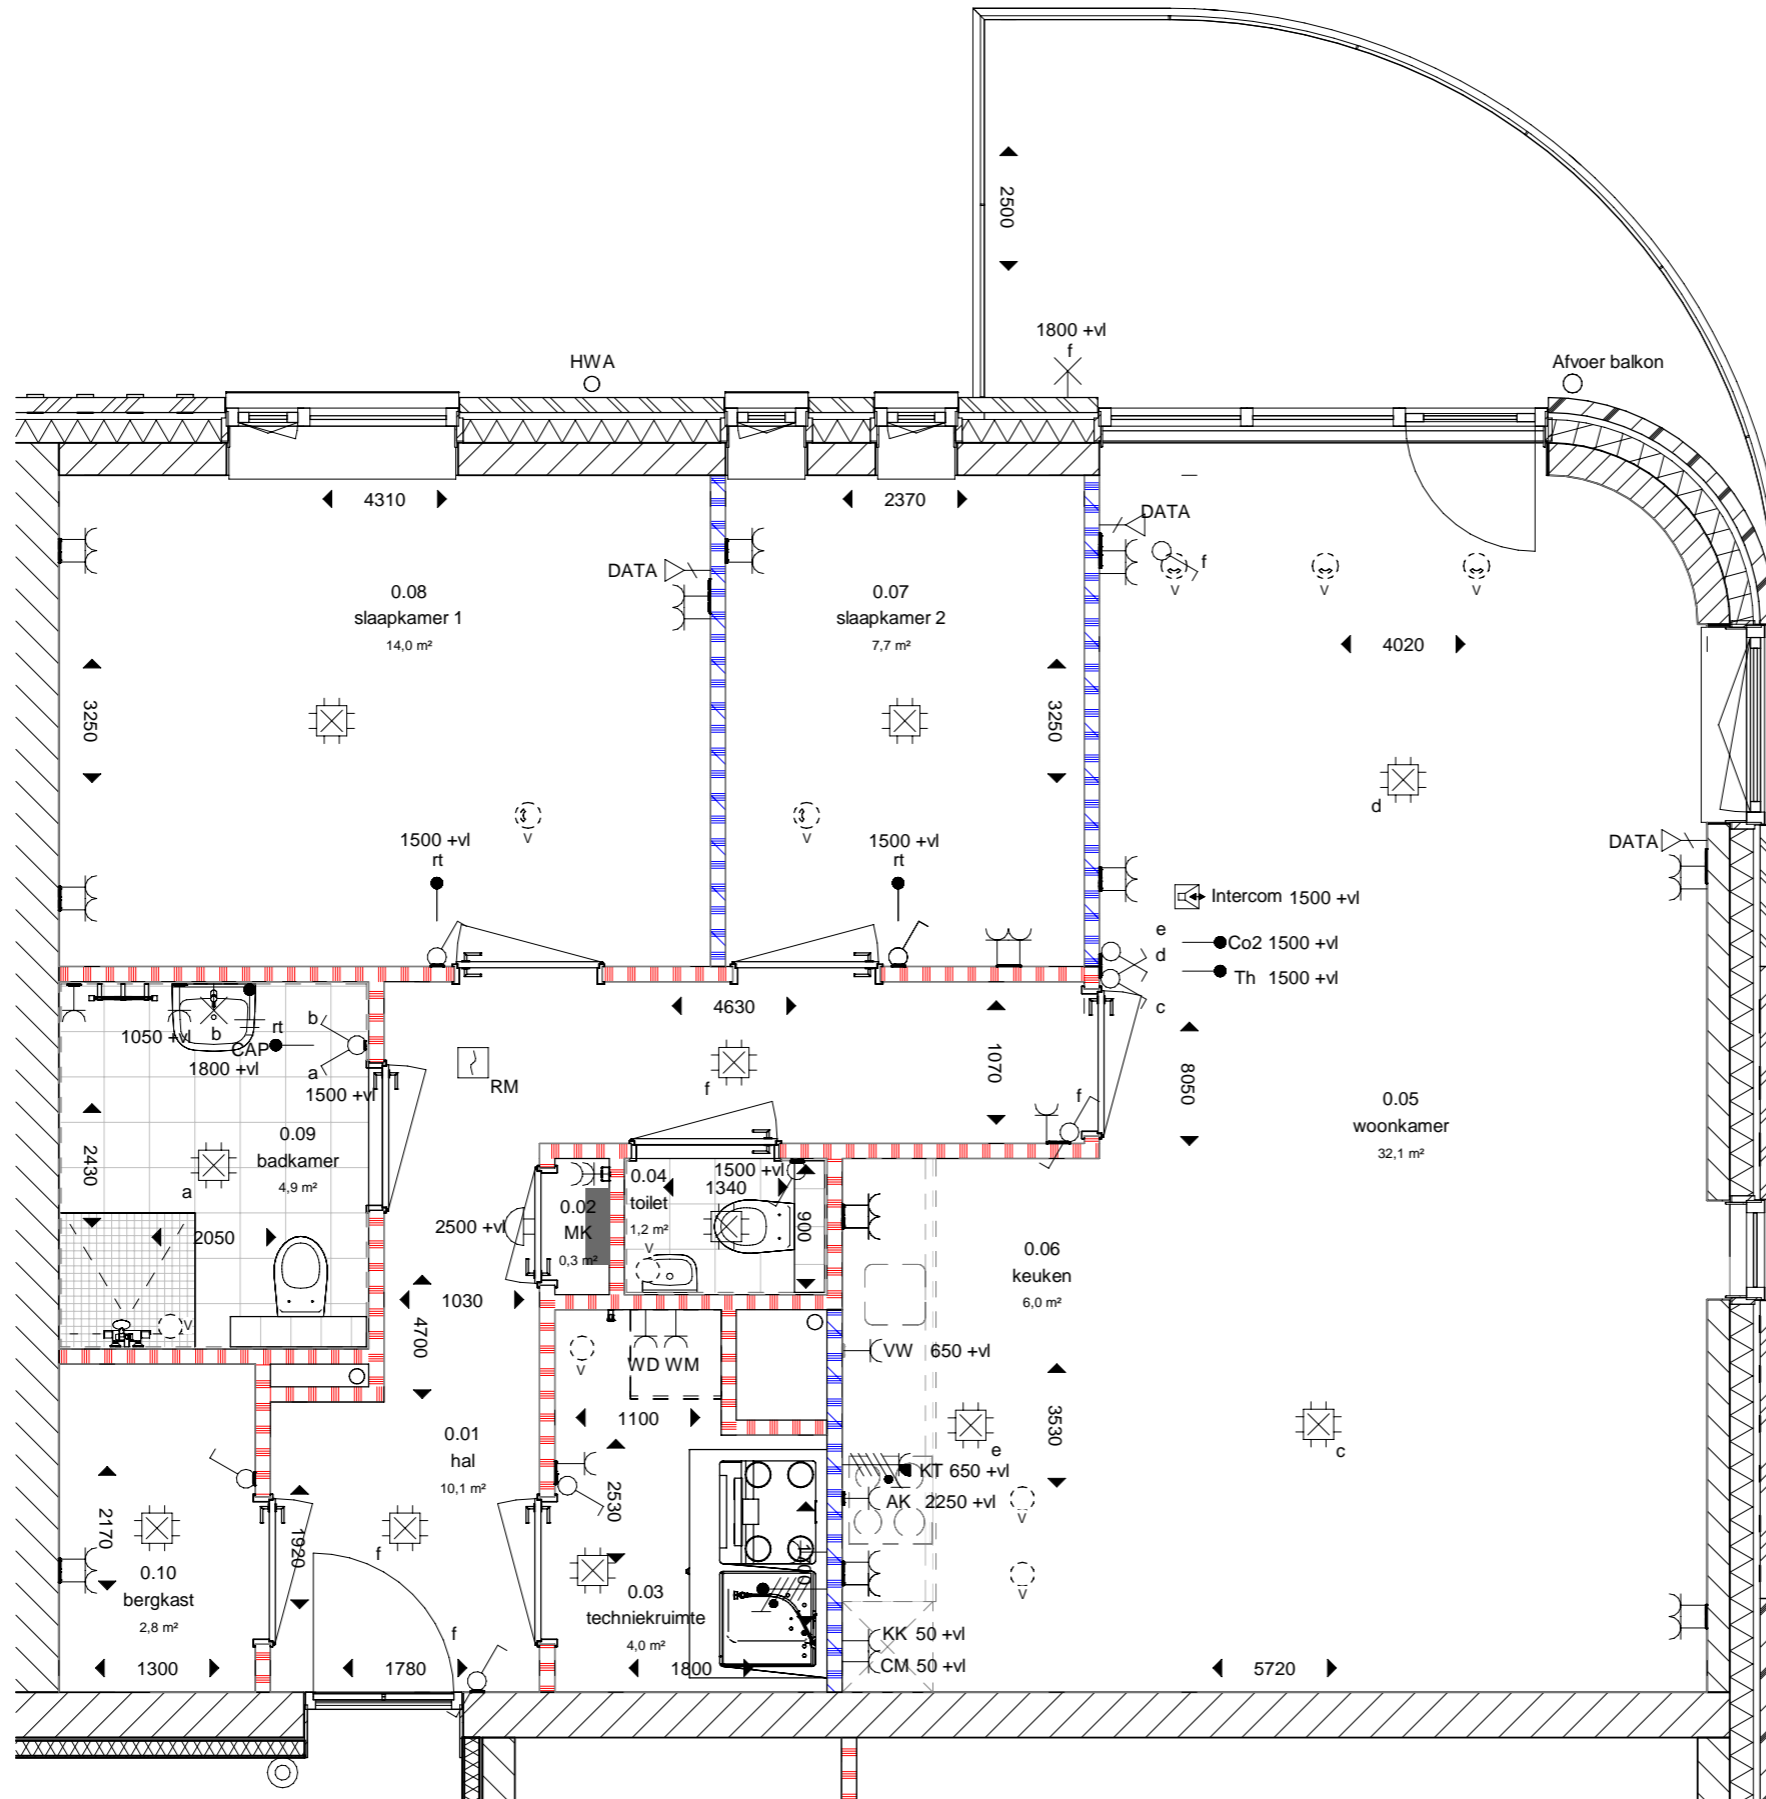 2500
1800 +vl
f
HWA
Afvoer balkon
4310
2370
DATA
DATA
f
0.08
slaapkamer 1
14,0 m²
0.07
slaapkamer 2
7,7 m²
v
v
v
4020
3250
3250
d
v
v
1500 +vl
rt
1500 +vl
rt
DATA
Intercom 1500 +vl
e
d
Co2 1500 +vl
Th 1500 +vl
c
4630
b
rt
1050 +vl
b
CAP
1800 +vl
a
1500 +vl
RM
f
1070
f
8050
0.05
woonkamer
32,1 m²
0.09
badkamer
4,9 m²
2430
a
2050
v
1500 +vl
0.04
1340
toilet
1,2 m²
v
900
0.02
MK
0,3 m²
2500 +vl
0.06
keuken
6,0 m²
1030
4700
v
WD WM
VW 650 +vl
1100
3530
0.01
hal
10,1 m²
e
c
2530
KT 650 +vl
AK 2250 +vl
v
2170
1920
f
0.10
bergkast
2,8 m²
0.03
techniekruimte
4,0 m²
v
f
KK 50 +vl
CM 50 +vl
1300
1780
1800
5720